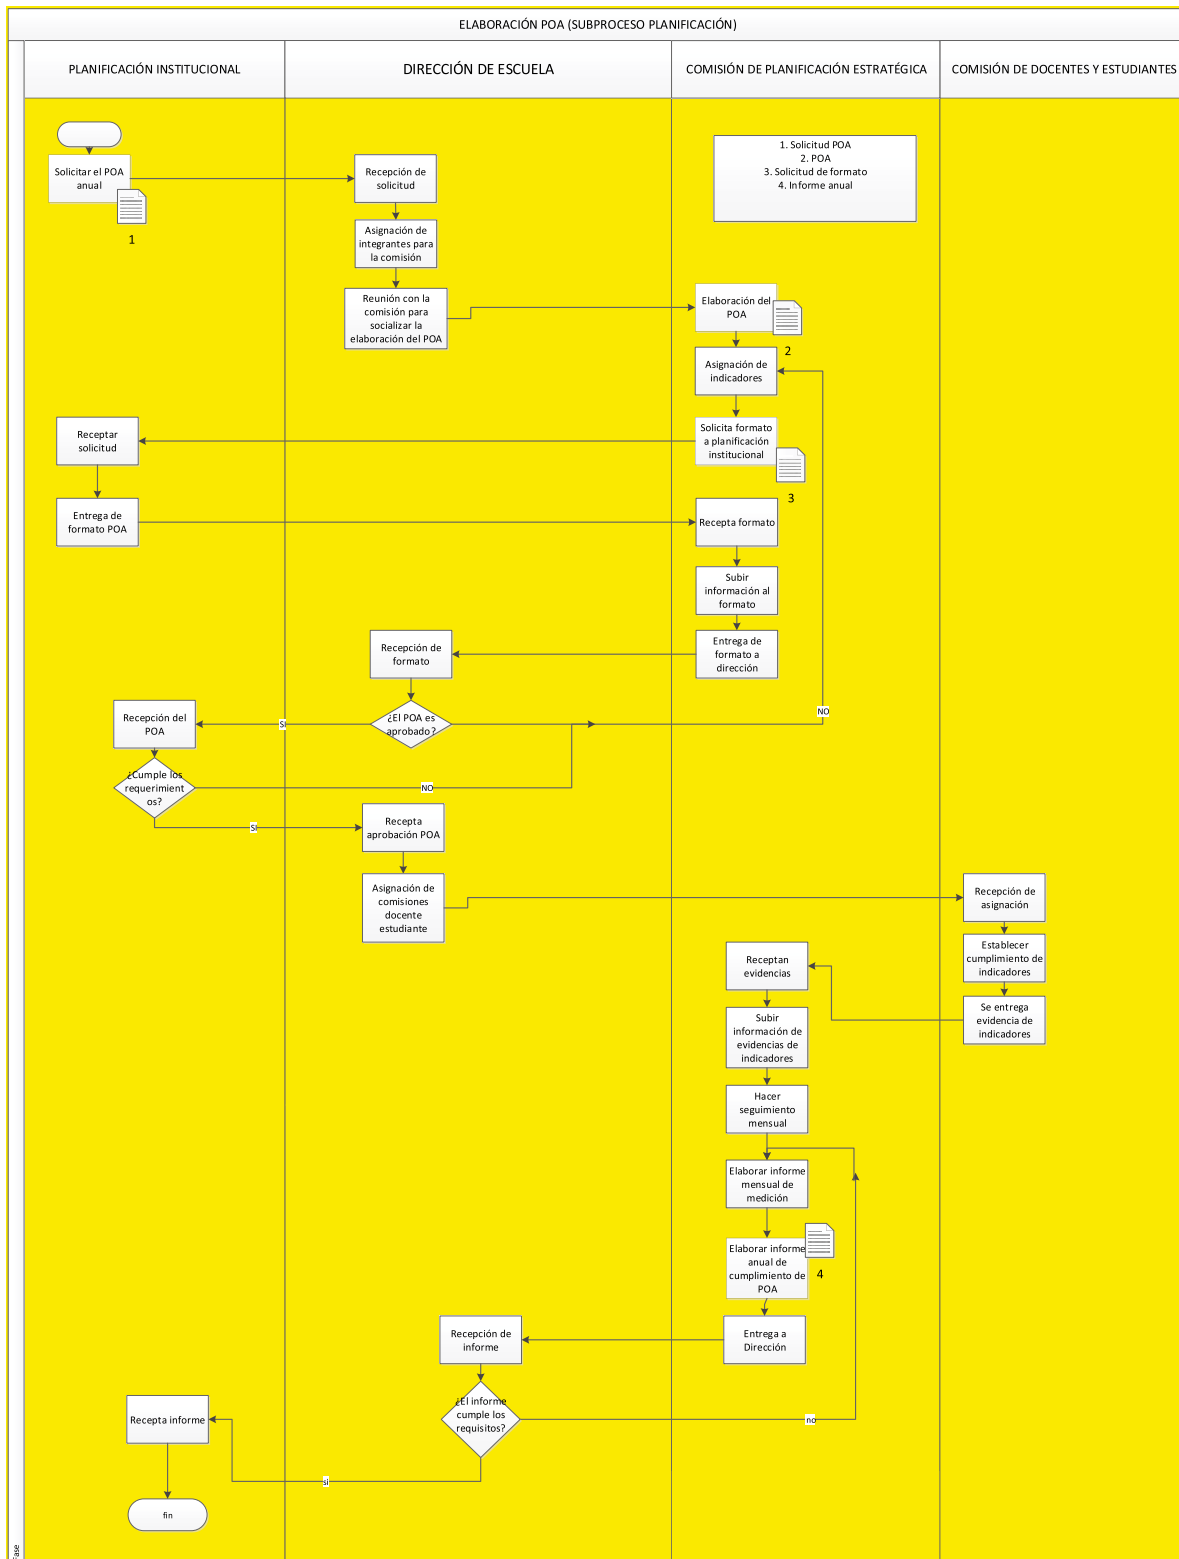 ELABORACIÓN POA (SUBPROCESO PLANIFICACIÓN)
PLANIFICACIÓN INSTITUCIONAL
DIRECCIÓN DE ESCUELA
COMISIÓN DE PLANIFICACIÓN ESTRATÉGICA
COMISIÓN DE DOCENTES Y ESTUDIANTES
1. Solicitud POA
2. POA
3. Solicitud de formato
4. Informe anual
Solicitar el POA
anual
1
Recepción de
solicitud
Asignación de
integrantes para
la comisión
Reunión con la
comisión para
socializar la
elaboración del POA
Elaboración del
POA
2
Asignación de
indicadores
Solicita formato
a planificación
institucional
3
Receptar
solicitud
Entrega de
formato POA
Recepta formato
Subir
información al
formato
Entrega de
formato a
dirección
Recepción de
formato
¿El POA es
aprobado?
SI
NO
Recepción del
POA
¿Cumple los
requerimient
os?
NO
SI
Recepta
aprobación POA
Asignación de
comisiones
docente
estudiante
Recepción de
asignación
Establecer
cumplimiento de
indicadores
Se entrega
evidencia de
indicadores
Receptan
evidencias
Subir
información de
evidencias de
indicadores
Hacer
seguimiento
mensual
Elaborar informe
mensual de
medición
Elaborar informe
anual de
cumplimiento de
POA
4
Entrega a
Dirección
Recepción de
informe
¿El informe
cumple los
requisitos?
no
si
Recepta informe
fin
Fase